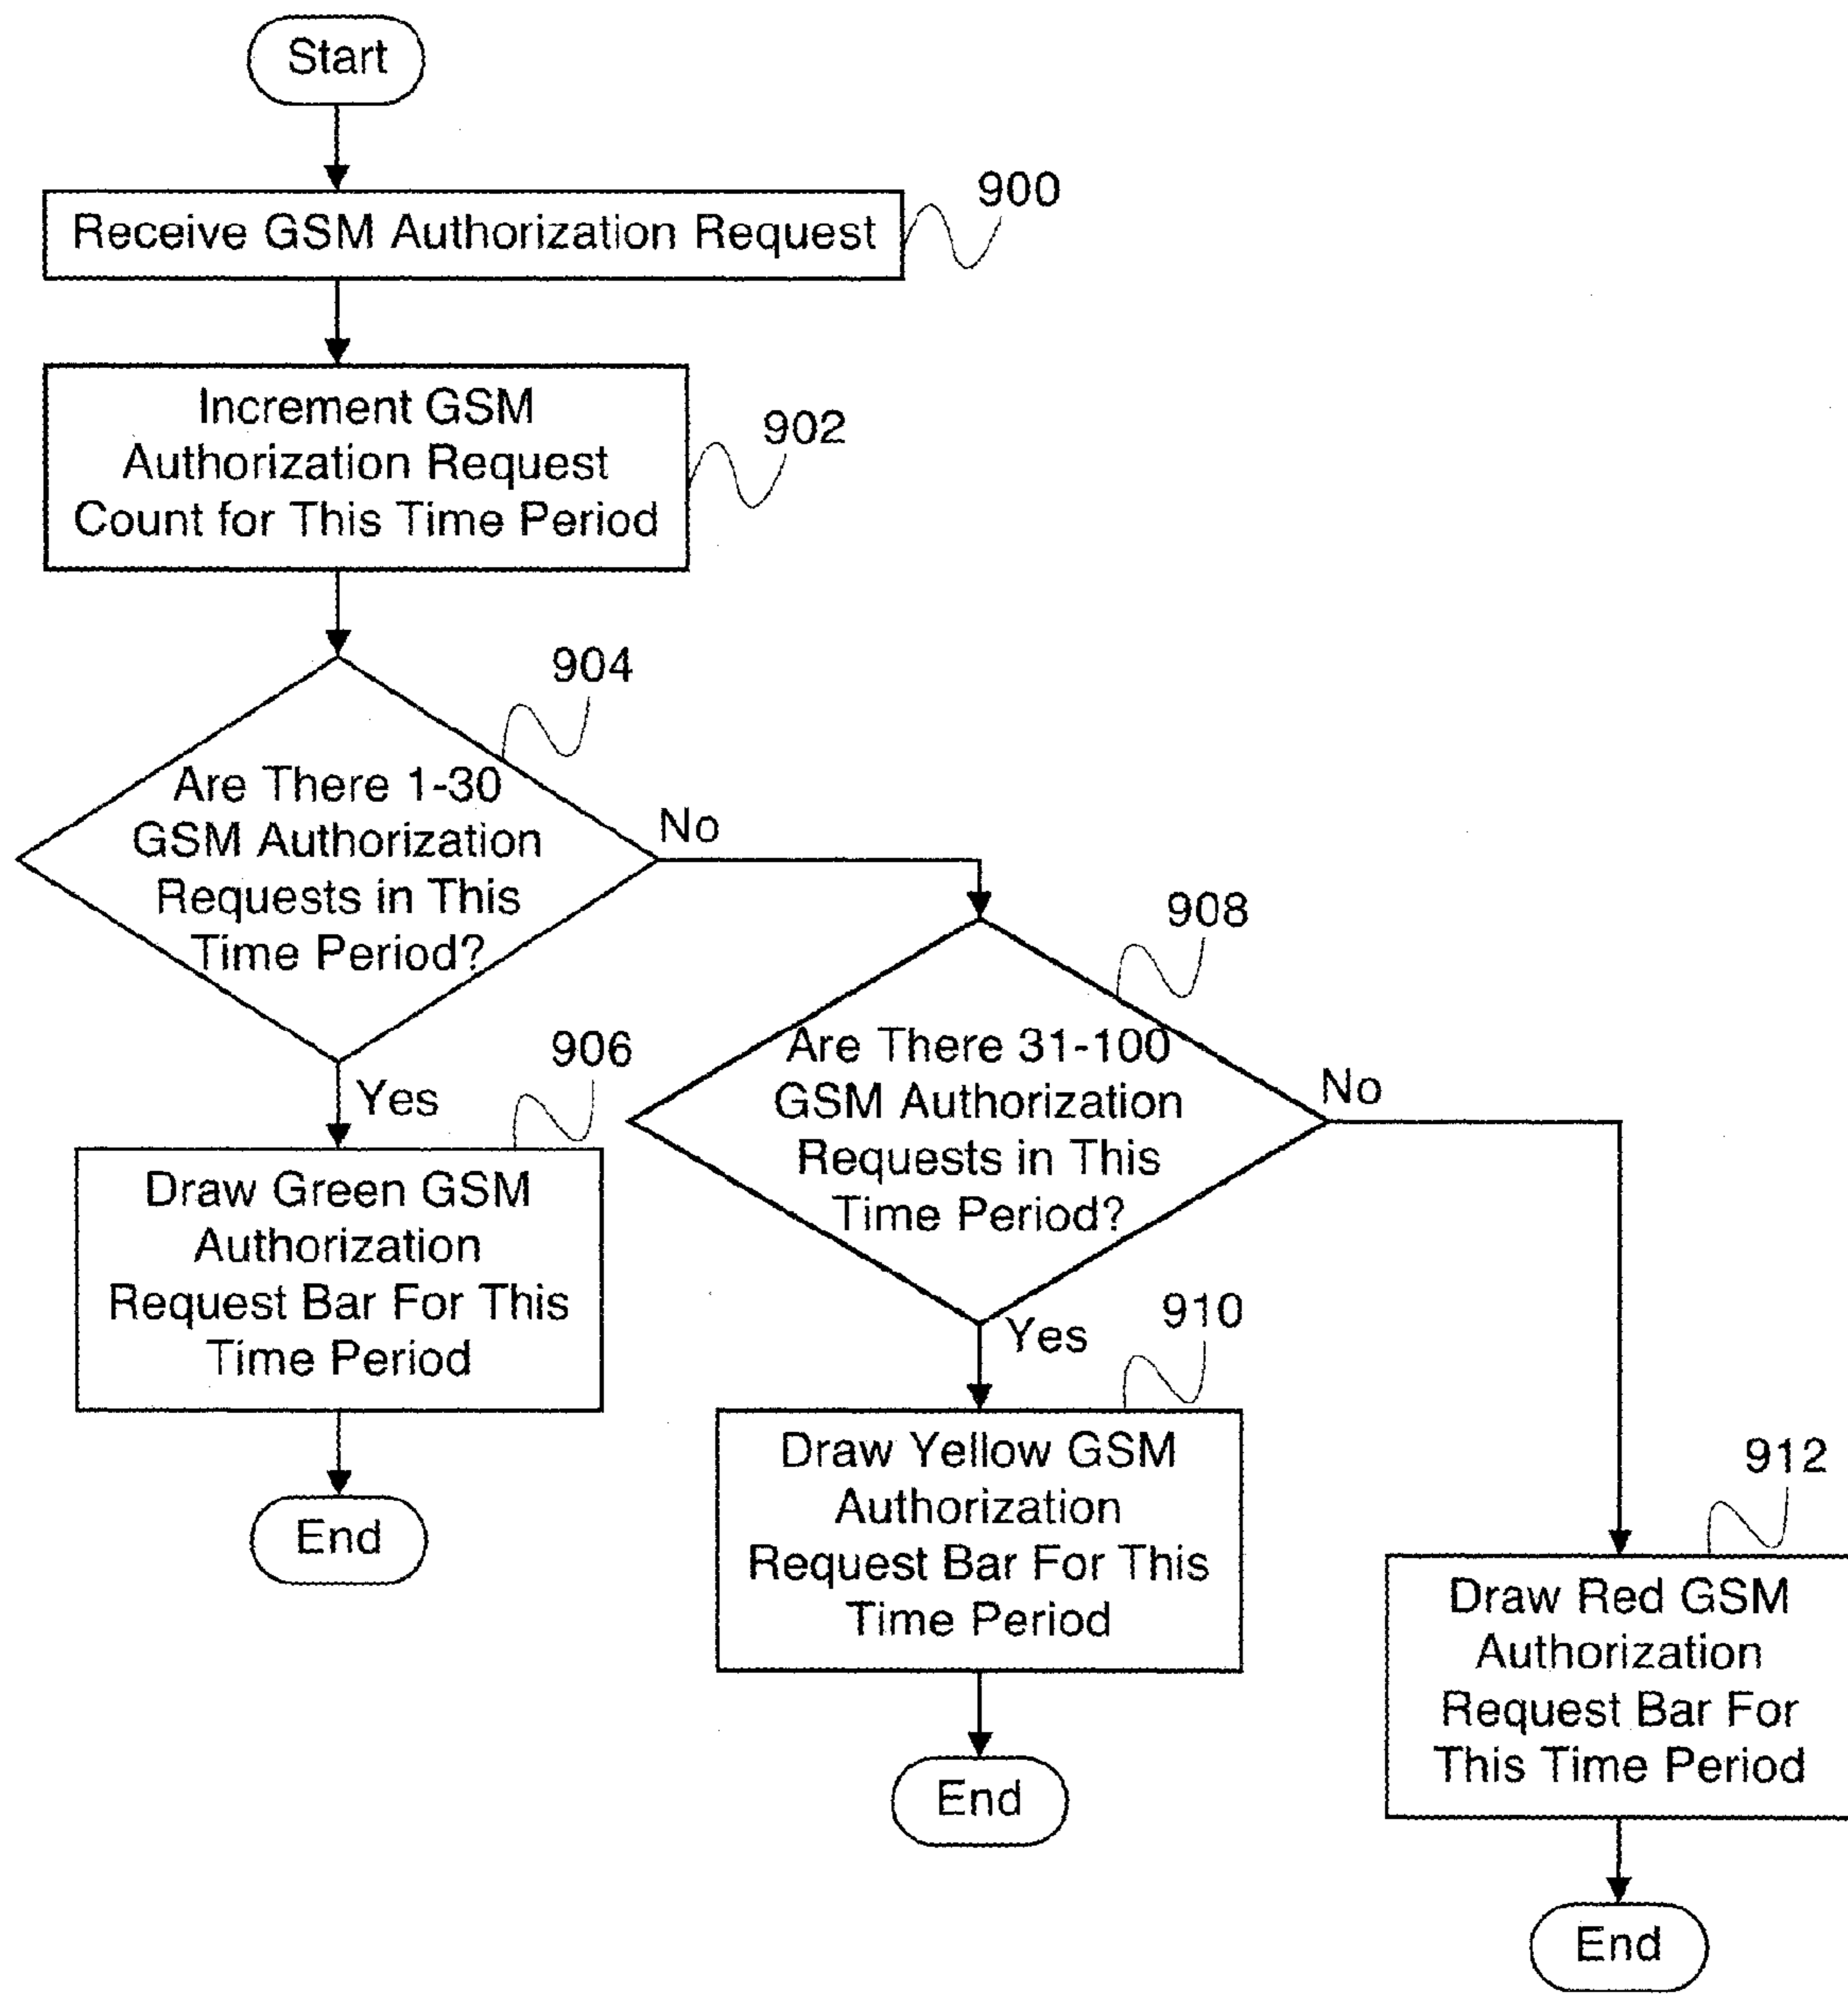 Start
Receive GSM Authorization Request
900
Increment GSM
Authorization Request
Count for This Time Period
902
904
Are There 1-30
GSM Authorization
Requests in This
Time Period?
No
Yes
906
Draw Green GSM
Authorization
Request Bar For This
Time Period
End
908
Are There 31-100
GSM Authorization
Requests in This
Time Period?
No
Yes
910
Draw Yellow GSM
Authorization
Request Bar For This
Time Period
End
912
Draw Red GSM
Authorization
Request Bar For
This Time Period
End